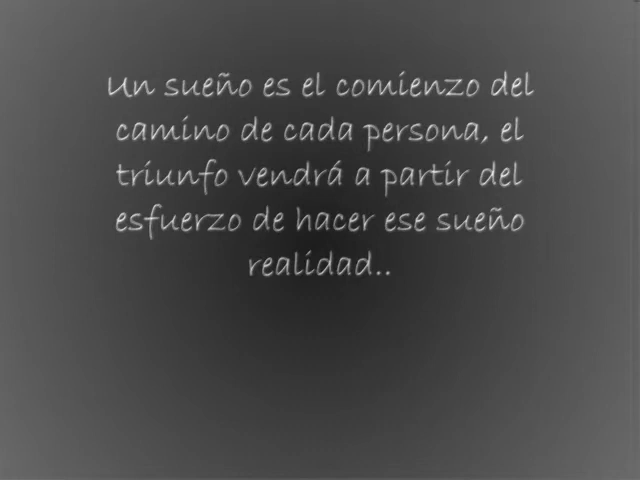 Un sueño es el comienzo del
camino de cada persona, el
triunfo vendrá a partir del
esfuerzo de hacer ese sueño
realidad..